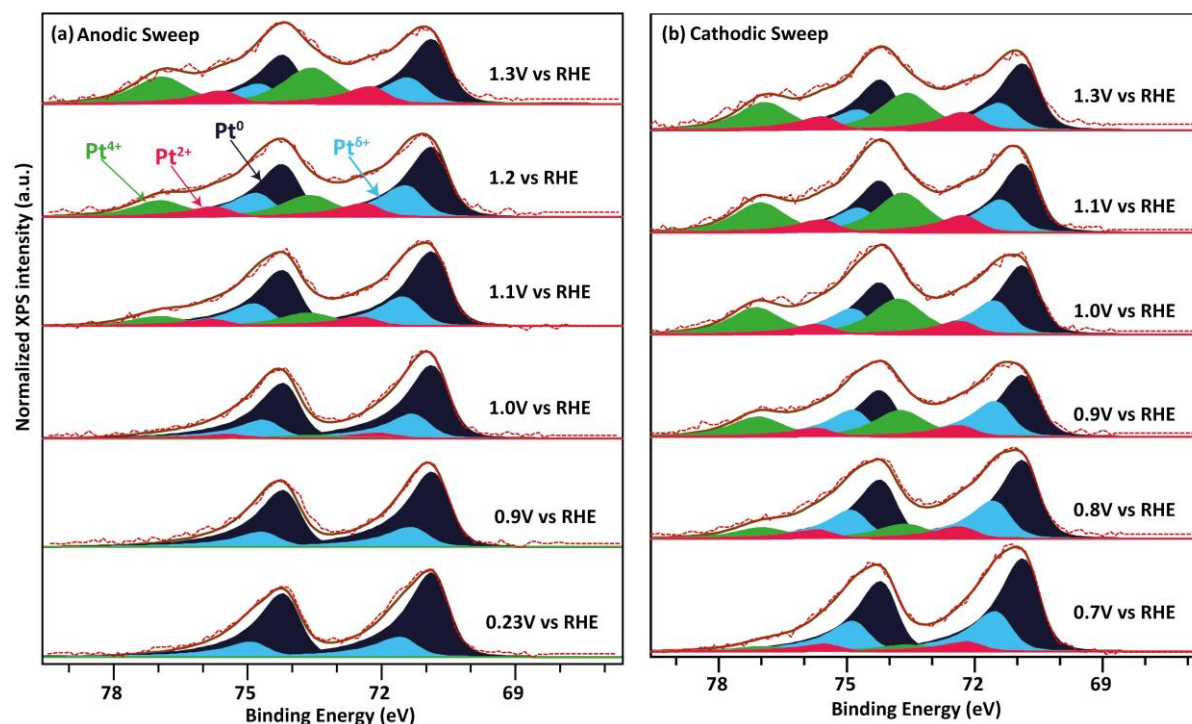 (a) Anodic Sweep
1.3V vs RHE
Pt4+
Pt2+
Pt0
Ptδ+
1.2 vs RHE
1.1V vs RHE
1.0V vs RHE
0.9V vs RHE
0.23V vs RHE
Normalized XPS intensity (a.u.)
78 75 72 69
Binding Energy (eV)
(b) Cathodic Sweep
1.3V vs RHE
1.1V vs RHE
1.0V vs RHE
0.9V vs RHE
0.8V vs RHE
0.7V vs RHE
78 75 72 69
Binding Energy (eV)